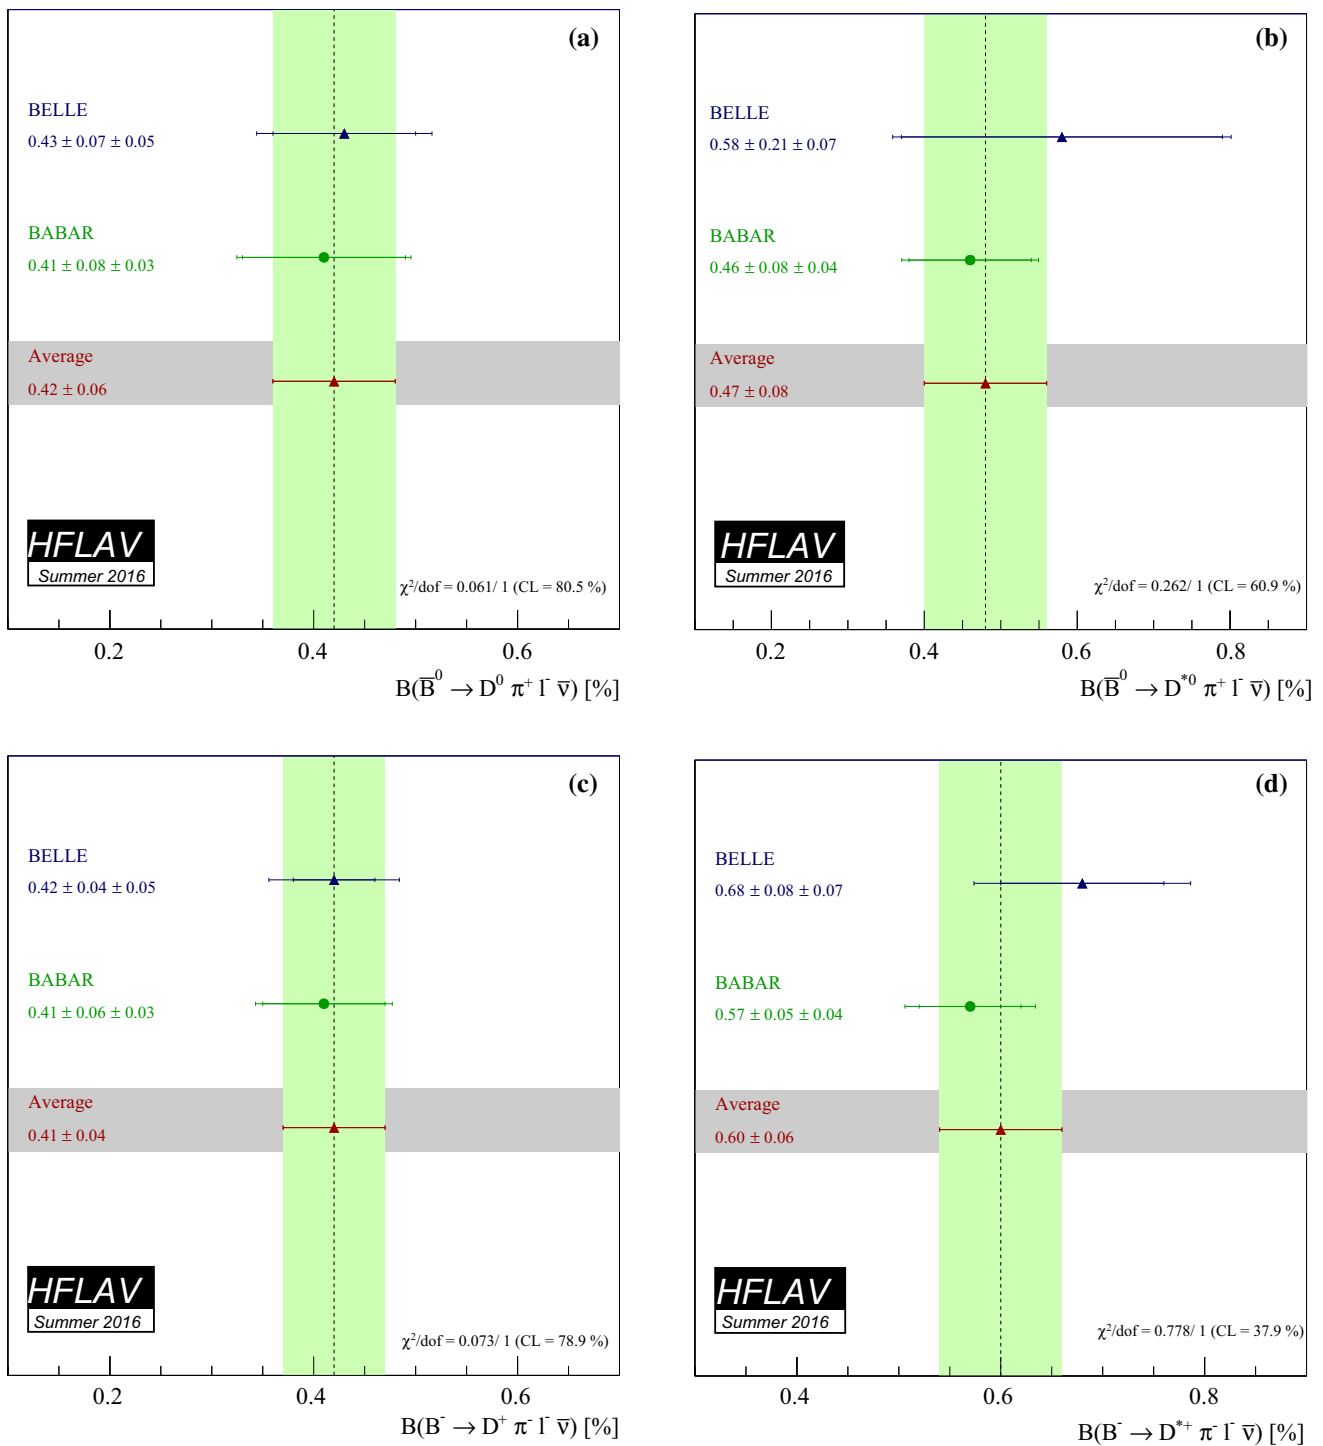 (a)
BELLE
0.43 ± 0.07 ± 0.05
BABAR
0.41 ± 0.08 ± 0.03
Average
0.42 ± 0.06
HFLAV
Summer 2016
χ²/dof = 0.061/ 1 (CL = 80.5 %)
0.2 0.4 0.6
B(B̅⁰ → D⁰ π⁺ l⁻ ν̅) [%]
(b)
BELLE
0.58 ± 0.21 ± 0.07
BABAR
0.46 ± 0.08 ± 0.04
Average
0.47 ± 0.08
HFLAV
Summer 2016
χ²/dof = 0.262/ 1 (CL = 60.9 %)
0.2 0.4 0.6 0.8
B(B̅⁰ → D*⁰ π⁺ l⁻ ν̅) [%]
(c)
BELLE
0.42 ± 0.04 ± 0.05
BABAR
0.41 ± 0.06 ± 0.03
Average
0.41 ± 0.04
HFLAV
Summer 2016
χ²/dof = 0.073/ 1 (CL = 78.9 %)
0.2 0.4 0.6
B(B⁻ → D⁺ π⁻ l⁻ ν̅) [%]
(d)
BELLE
0.68 ± 0.08 ± 0.07
BABAR
0.57 ± 0.05 ± 0.04
Average
0.60 ± 0.06
HFLAV
Summer 2016
χ²/dof = 0.778/ 1 (CL = 37.9 %)
0.4 0.6 0.8
B(B⁻ → D*⁺ π⁻ l⁻ ν̅) [%]